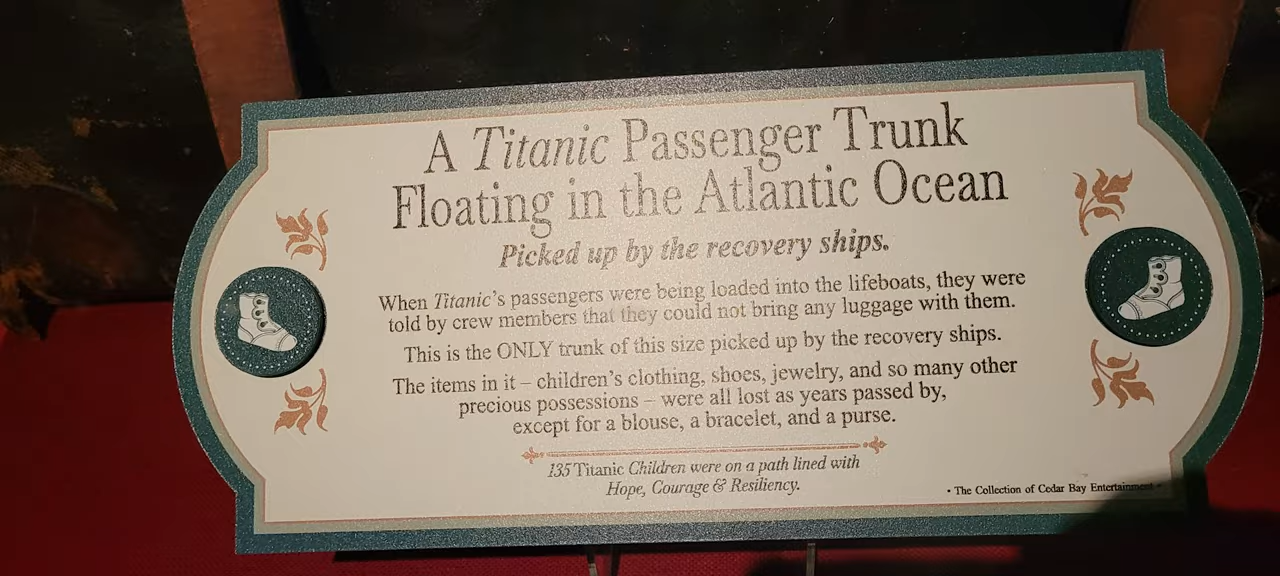 A Titanic Passenger Trunk
Floating in the Atlantic Ocean
Picked up by the recovery ships.
When Titanic's passengers were being loaded into the lifeboats, they were
told by crew members that they could not bring any luggage with them.
This is the ONLY trunk of this size picked up by the recovery ships.
The items in it – children's clothing, shoes, jewelry, and so many other
precious possessions – were all lost as years passed by,
except for a blouse, a bracelet, and a purse.
135 Titanic Children were on a path lined with
Hope, Courage & Resiliency.
• The Collection of Cedar Bay Entertainment •